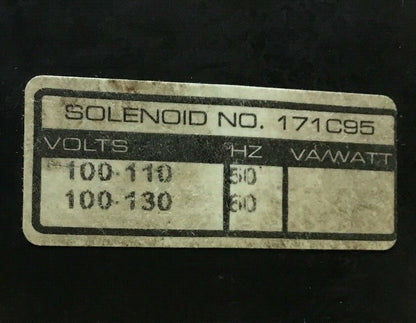 SOLENOID NO. 171C95
VOLTS HZ VA/WATT
100-110 50
100-130 60